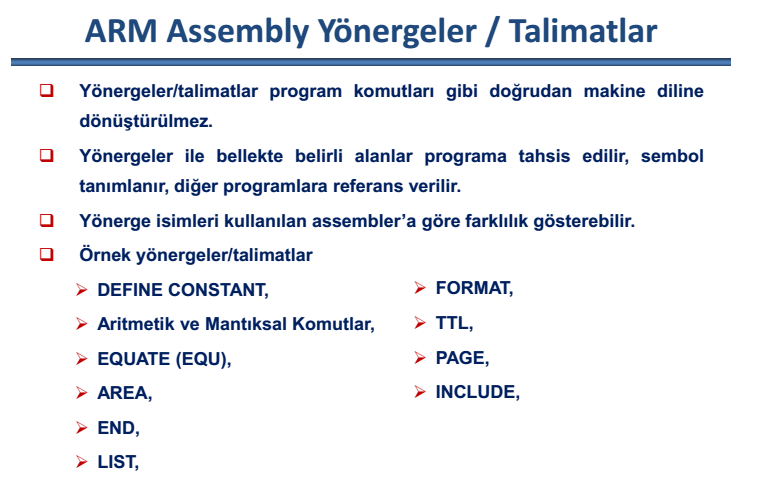 ARM Assembly Yönergeler / Talimatlar
Yönergeler/talimatlar program komutları gibi doğrudan makine diline
dönüştürülmez.
Yönergeler ile bellekte belirli alanlar programa tahsis edilir, sembol
tanımlanır, diğer programlara referans verilir.
Yönerge isimleri kullanılan assembler’a göre farklılık gösterebilir.
Örnek yönergeler/talimatlar
DEFINE CONSTANT,
Aritmetik ve Mantıksal Komutlar,
EQUATE (EQU),
AREA,
END,
LIST,
FORMAT,
TTL,
PAGE,
INCLUDE,